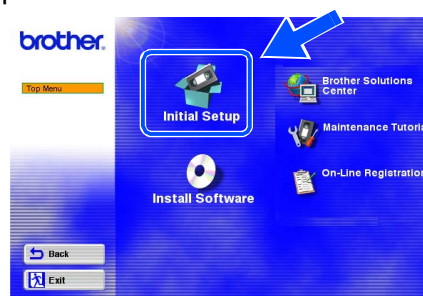 brother.
Top Menu
Initial Setup
Install Software
Brother Solutions
Center
Maintenance Tutoria
On-Line Registration
Back
Exit